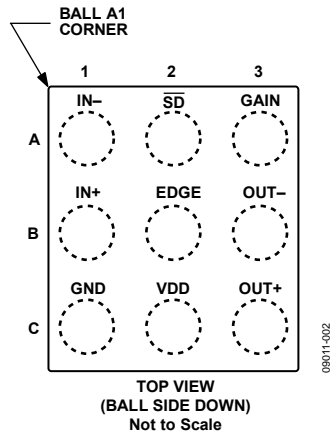 BALL A1
CORNER
1 2 3
A IN– S̅D̅ GAIN
B IN+ EDGE OUT–
C GND VDD OUT+
TOP VIEW
(BALL SIDE DOWN)
Not to Scale
09011-002